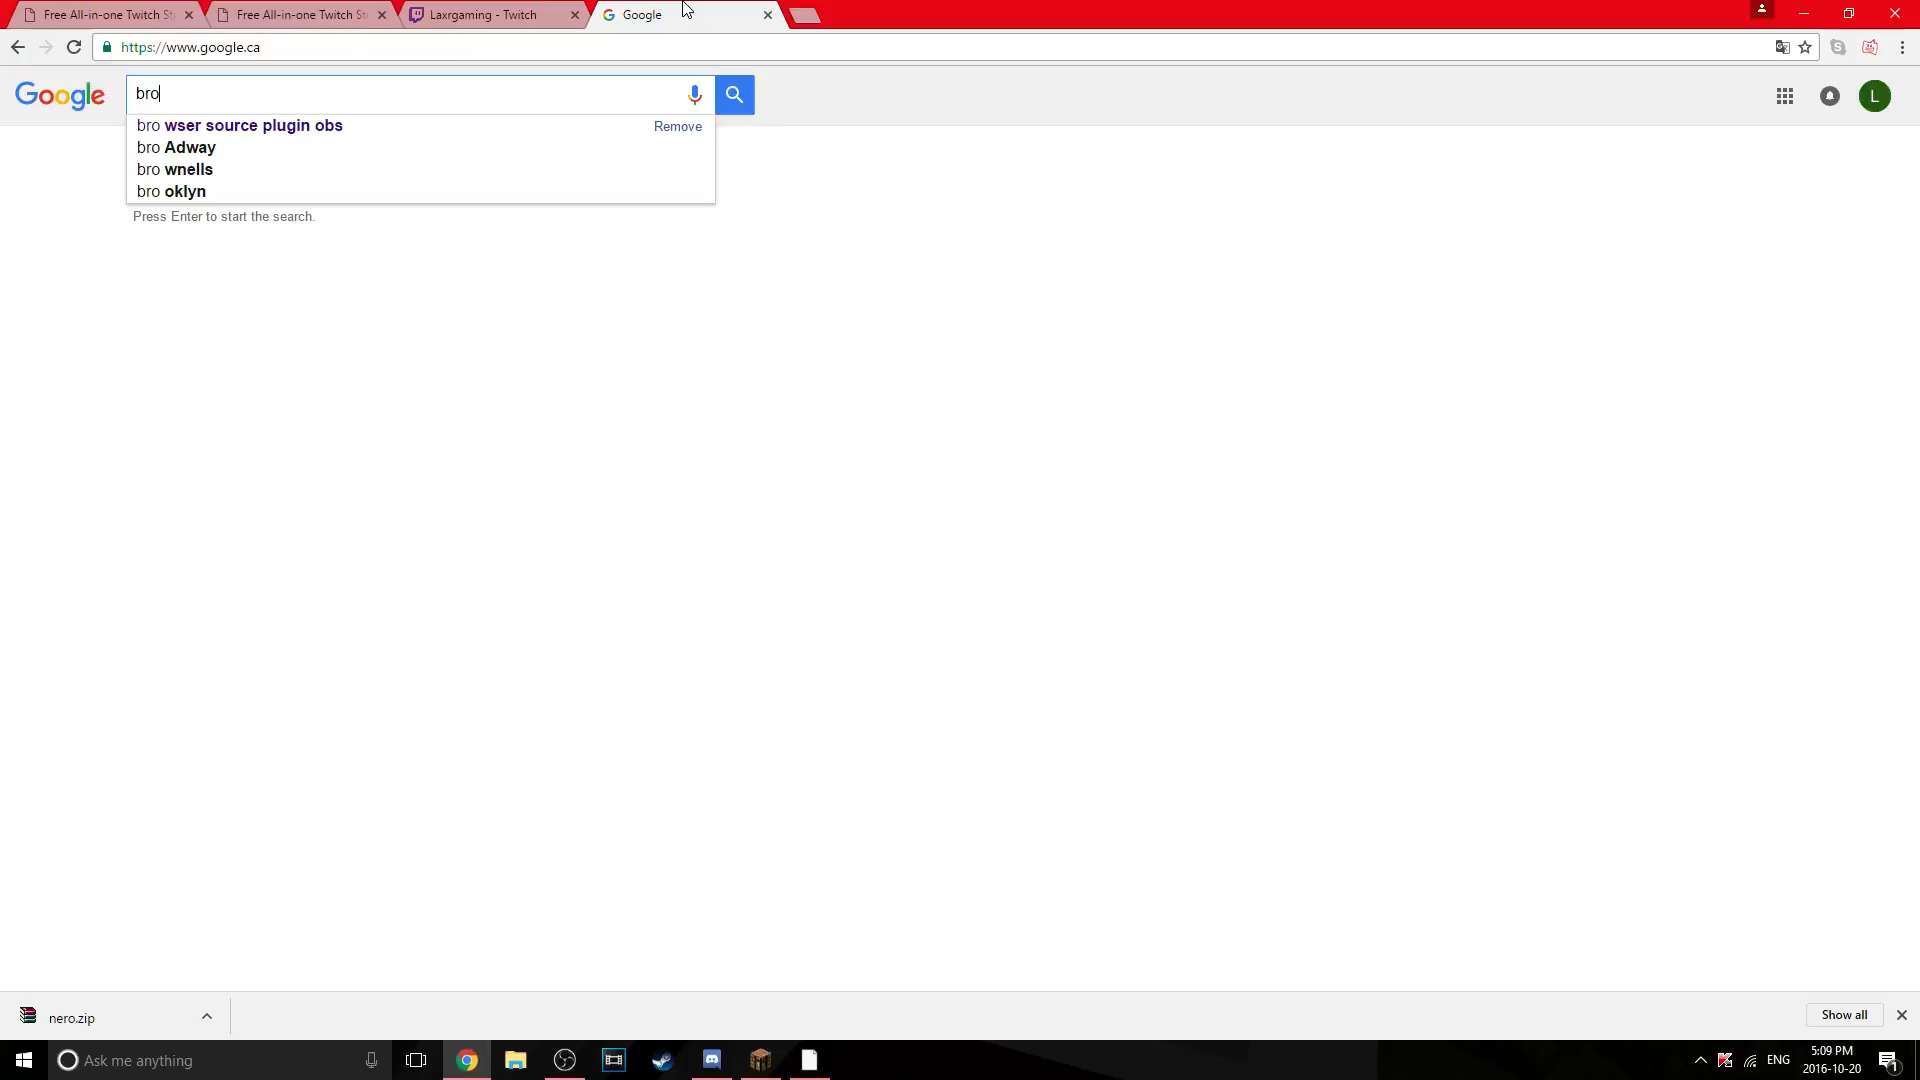 Free All-in-one Twitch St
Free All-in-one Twitch St
Laxrgaming - Twitch
Google
https://www.google.ca
Google
bro
L
bro wser source plugin obs
Remove
bro Adway
bro wnells
bro oklyn
Press Enter to start the search.
nero.zip
Show all
Ask me anything
ENG
5:09 PM
2016-10-20
1